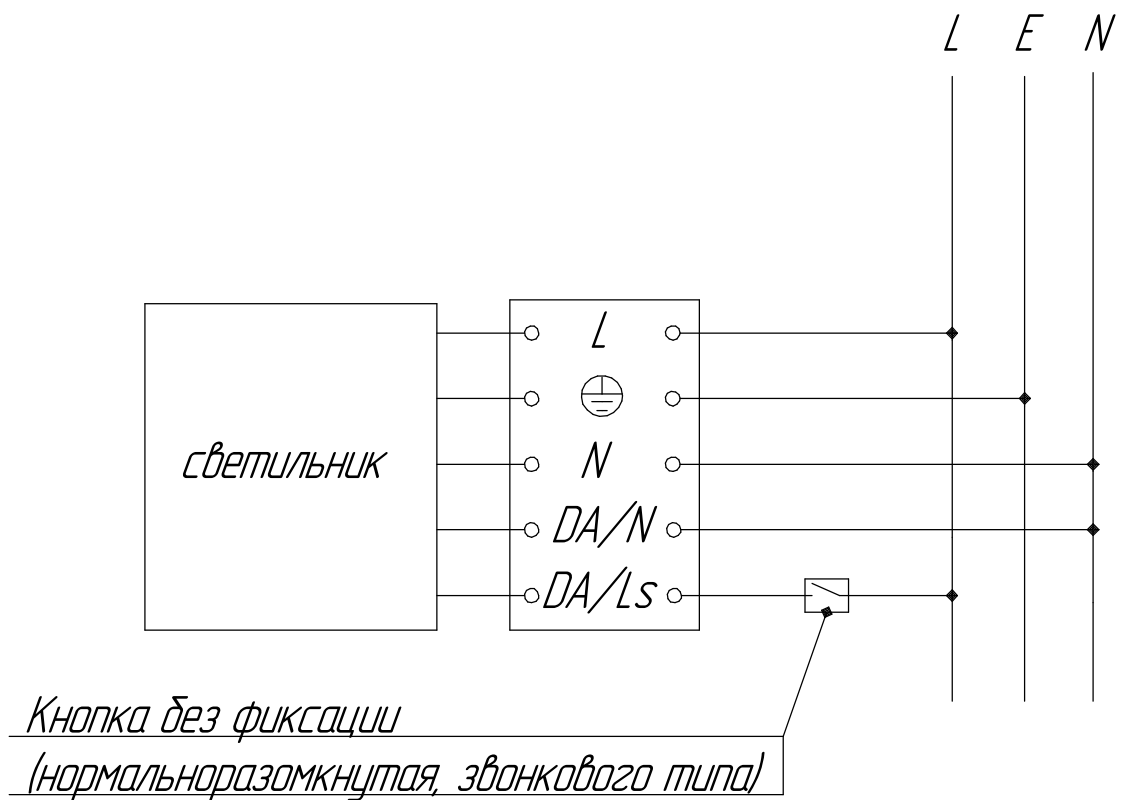 L E N
L
светильник
N
DA/N
DA/Ls
Кнопка без фиксации
(нормальноразомкнутая, звонкового типа)